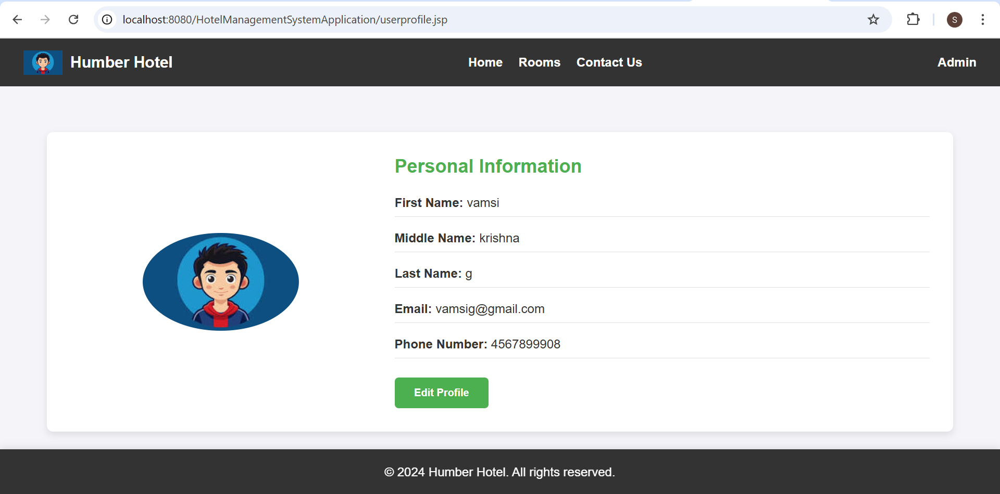 localhost:8080/HotelManagementSystemApplication/userprofile.jsp
S
Humber Hotel Home Rooms Contact Us Admin
Personal Information
First Name: vamsi
Middle Name: krishna
Last Name: g
Email: vamsig@gmail.com
Phone Number: 4567899908
Edit Profile
© 2024 Humber Hotel. All rights reserved.